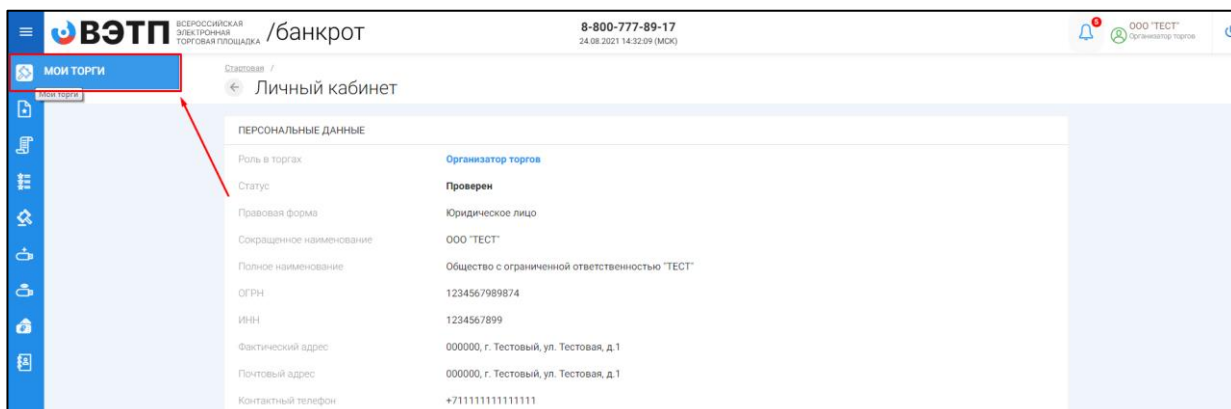 ВЭТП ВСЕРОССИЙСКАЯ ЭЛЕКТРОННАЯ ТОРГОВАЯ ПЛОЩАДКА /банкрот
8-800-777-89-17
24.08.2021 14:32:09 (МСК)
ООО "ТЕСТ"
Организатор торгов
МОИ ТОРГИ
Мои торги
Стартовая /
Личный кабинет
ПЕРСОНАЛЬНЫЕ ДАННЫЕ
Роль в торгах Организатор торгов
Статус Проверен
Правовая форма Юридическое лицо
Сокращенное наименование ООО "ТЕСТ"
Полное наименование Общество с ограниченной ответственностью "ТЕСТ"
ОГРН 1234567989874
ИНН 1234567899
Фактический адрес 000000, г. Тестовый, ул. Тестовая, д.1
Почтовый адрес 000000, г. Тестовый, ул. Тестовая, д.1
Контактный телефон +711111111111111